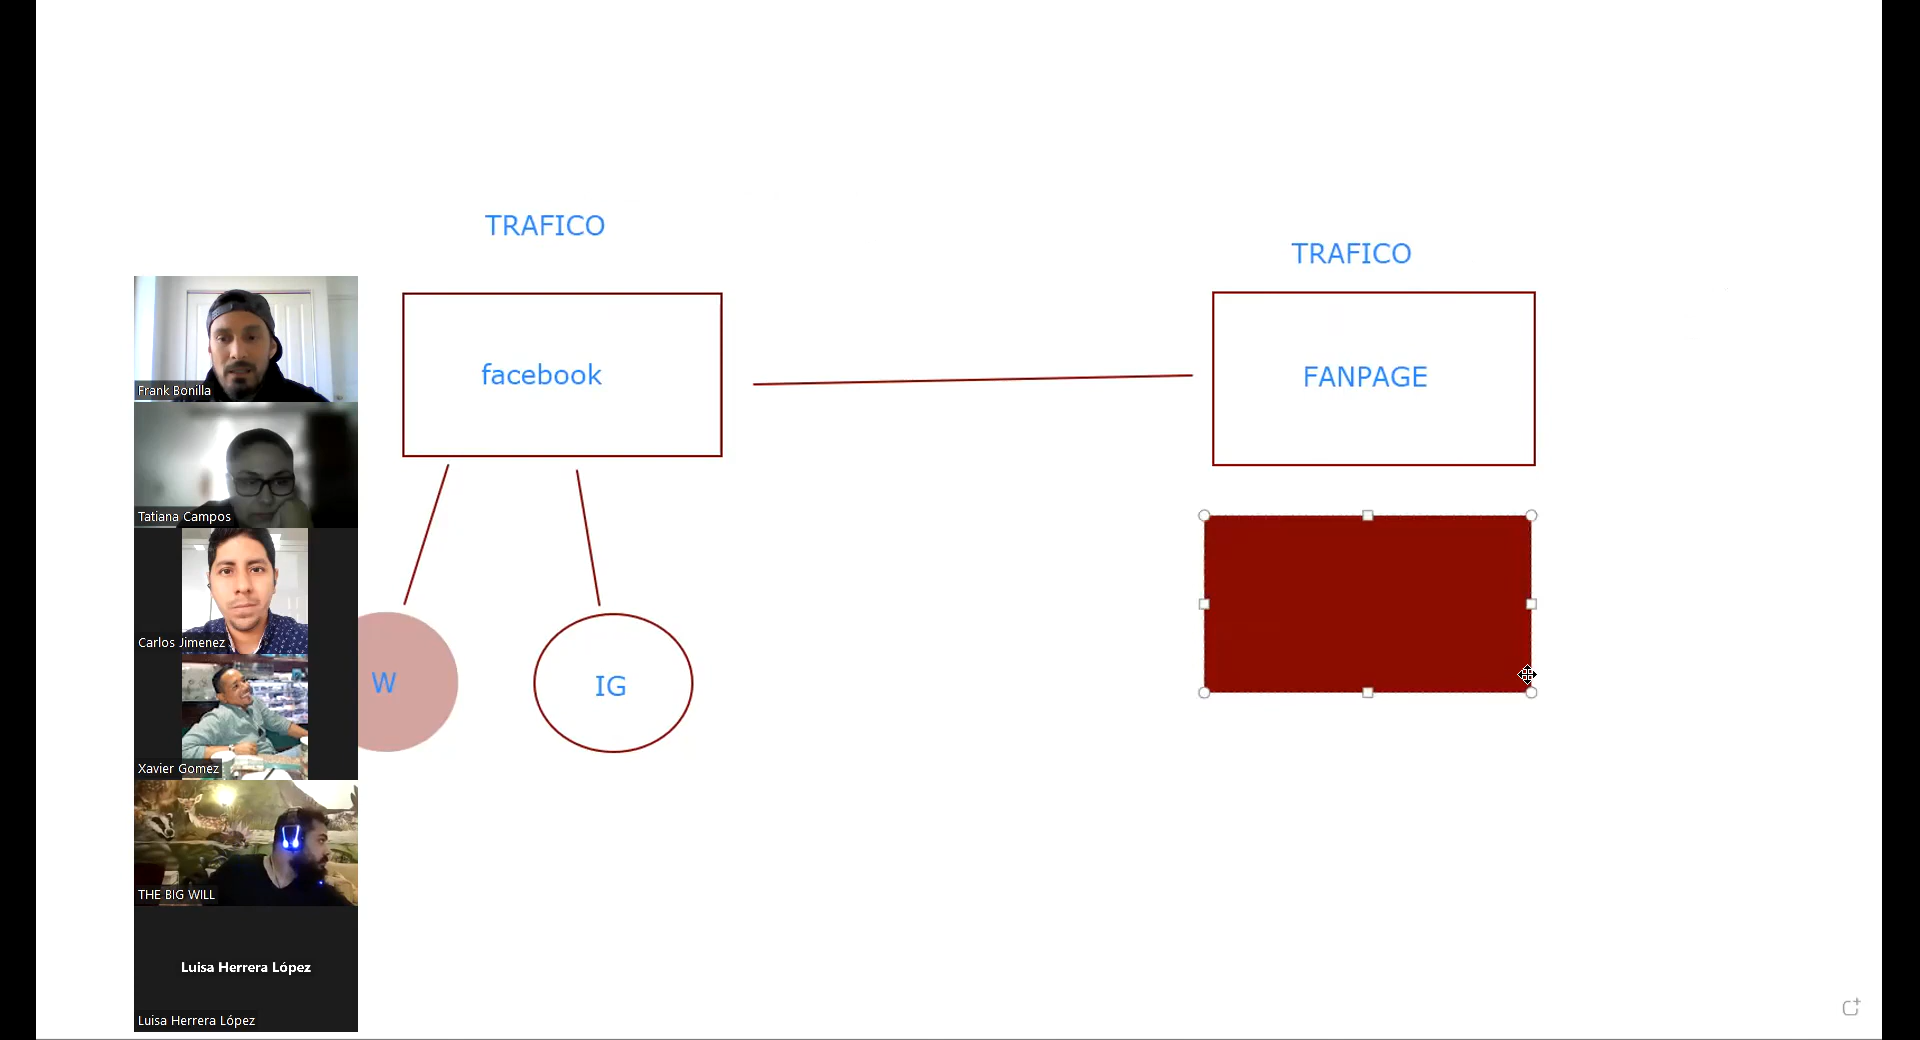 TRAFICO
TRAFICO
facebook
FANPAGE
W
IG
Frank Bonilla
Tatiana Campos
Carlos Jimenez
Xavier Gomez
THE BIG WILL
Luisa Herrera López
Luisa Herrera López